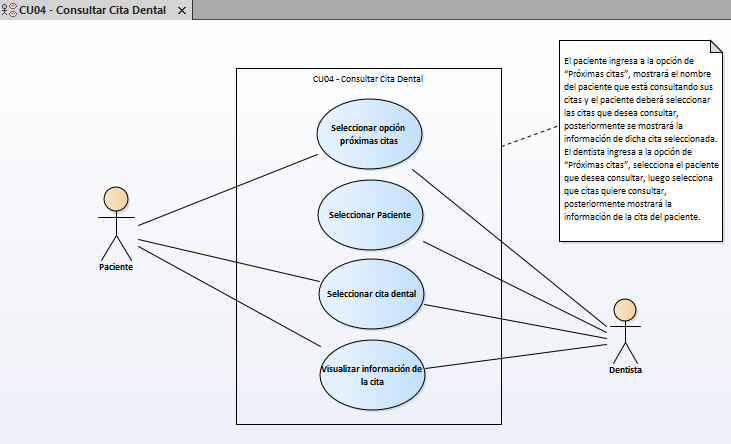 CU04 - Consultar Cita Dental
CU04 - Consultar Cita Dental
Seleccionar opción
próximas citas
Seleccionar Paciente
Seleccionar cita dental
Visualizar información de
la cita
Paciente
Dentista
El paciente ingresa a la opción de
“Próximas citas”, mostrará el nombre
del paciente que está consultando sus
citas y el paciente deberá seleccionar
las citas que desea consultar,
posteriormente se mostrará la
información de dicha cita seleccionada.
El dentista ingresa a la opción de
“Próximas citas”, selecciona el paciente
que desea consultar, luego selecciona
que citas quiere consultar,
posteriormente mostrará la
información de la cita del paciente.